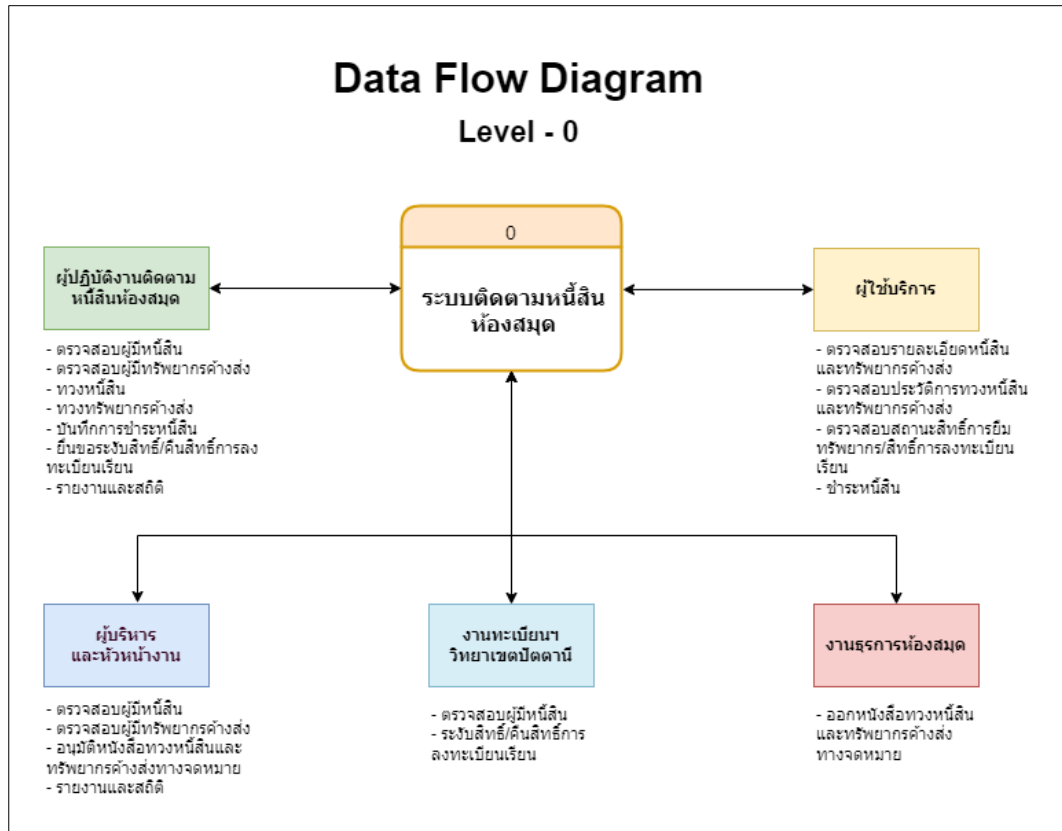 Data Flow Diagram
Level - 0
0
ระบบติดตามหนี้สิน
ห้องสมุด
ผู้ปฏิบัติงานติดตาม
หนี้สินห้องสมุด
- ตรวจสอบผู้มีหนี้สิน
- ตรวจสอบผู้มีทรัพยากรค้างส่ง
- ทวงหนี้สิน
- ทวงทรัพยากรค้างส่ง
- บันทึกการชำระหนี้สิน
- ยื่นขอระงับสิทธิ์/คืนสิทธิ์การลง
ทะเบียนเรียน
- รายงานและสถิติ
ผู้ใช้บริการ
- ตรวจสอบรายละเอียดหนี้สิน
และทรัพยากรค้างส่ง
- ตรวจสอบประวัติการทวงหนี้สิน
และทรัพยากรค้างส่ง
- ตรวจสอบสถานะสิทธิ์การยืม
ทรัพยากร/สิทธิ์การลงทะเบียน
เรียน
- ชำระหนี้สิน
ผู้บริหาร
และหัวหน้างาน
- ตรวจสอบผู้มีหนี้สิน
- ตรวจสอบผู้มีทรัพยากรค้างส่ง
- อนุมัติหนังสือทวงหนี้สินและ
ทรัพยากรค้างส่งทางจดหมาย
- รายงานและสถิติ
งานทะเบียนฯ
วิทยาเขตปัตตานี
- ตรวจสอบผู้มีหนี้สิน
- ระงับสิทธิ์/คืนสิทธิ์การ
ลงทะเบียนเรียน
งานธุรการห้องสมุด
- ออกหนังสือทวงหนี้สิน
และทรัพยากรค้างส่ง
ทางจดหมาย